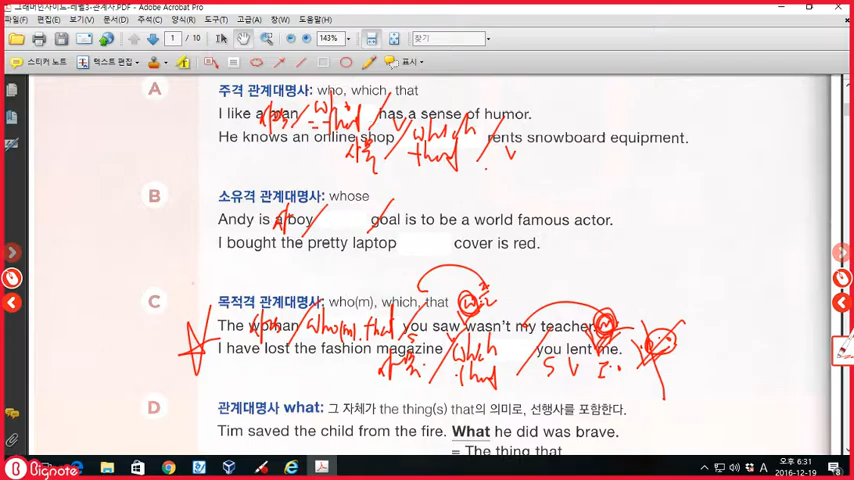 그래머인사이드-레벨3-관계사.PDF - Adobe Acrobat Pro
파일(F) 편집(E) 보기(V) 문서(D) 주석(C) 양식(R) 도구(T) 고급(A) 창(W) 도움말(H)
1 / 10 143% 찾기
스티커 노트 텍스트 편집 표시
A
주격 관계대명사: who, which, that
I like a man has a sense of humor.
사람 who = that
He knows an online shop rents snowboard equipment.
사물 which that V
B
소유격 관계대명사: whose
Andy is a boy goal is to be a world famous actor.
I bought the pretty laptop cover is red.
C
목적격 관계대명사: who(m), which, that
The woman who(m). that you saw wasn't my teacher.
I have lost the fashion magazine which that you lent me.
S V I.O
D
관계대명사 what: 그 자체가 the thing(s) that의 의미로, 선행사를 포함한다.
Tim saved the child from the fire. What he did was brave.
= The thing that
Bignote
A 오후 6:31
2016-12-19